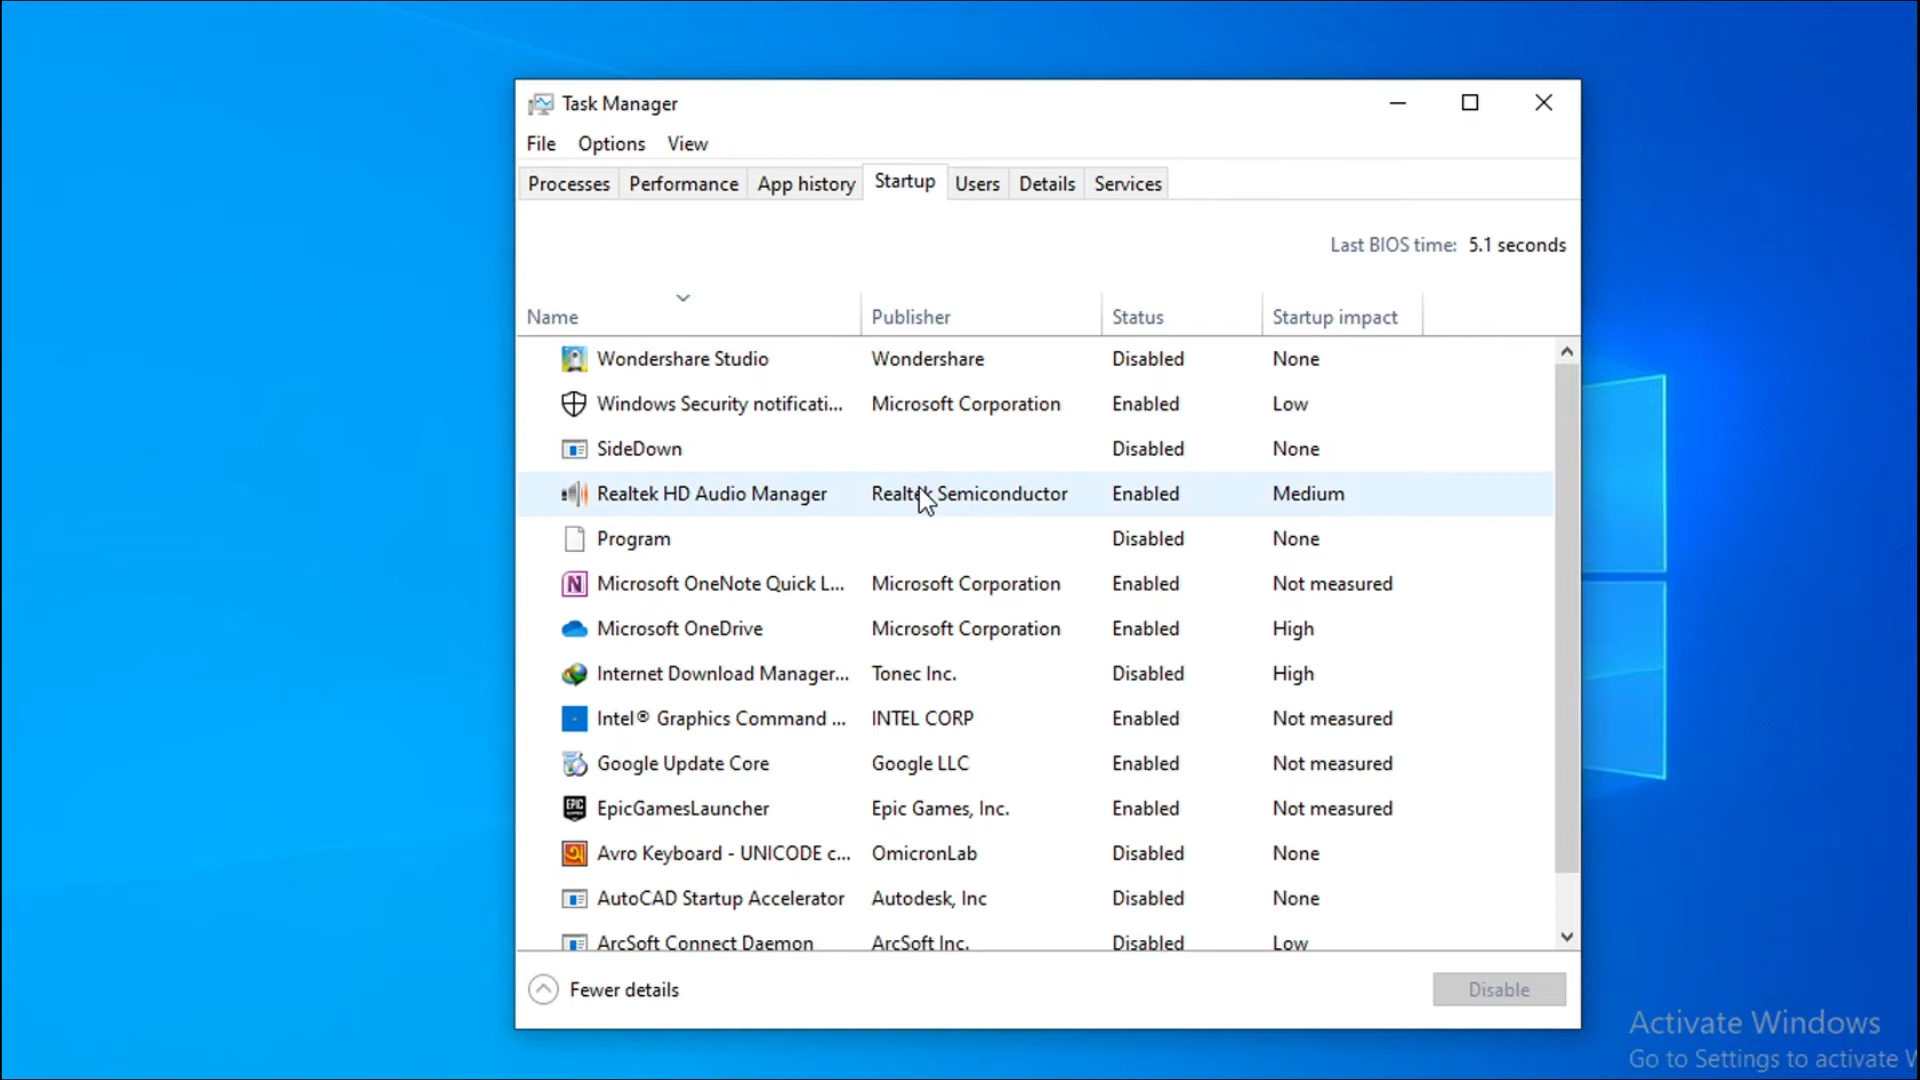 Task Manager
File Options View
Processes Performance App history Startup Users Details Services
Last BIOS time: 5.1 seconds
Name Publisher Status Startup impact
Wondershare Studio Wondershare Disabled None
Windows Security notificati... Microsoft Corporation Enabled Low
SideDown Disabled None
Realtek HD Audio Manager Realtek Semiconductor Enabled Medium
Program Disabled None
Microsoft OneNote Quick L... Microsoft Corporation Enabled Not measured
Microsoft OneDrive Microsoft Corporation Enabled High
Internet Download Manager... Tonec Inc. Disabled High
Intel® Graphics Command ... INTEL CORP Enabled Not measured
Google Update Core Google LLC Enabled Not measured
EPIC EpicGamesLauncher Epic Games, Inc. Enabled Not measured
Avro Keyboard - UNICODE c... OmicronLab Disabled None
AutoCAD Startup Accelerator Autodesk, Inc Disabled None
ArcSoft Connect Daemon ArcSoft Inc. Disabled Low
Fewer details Disable
Activate Windows
Go to Settings to activate W